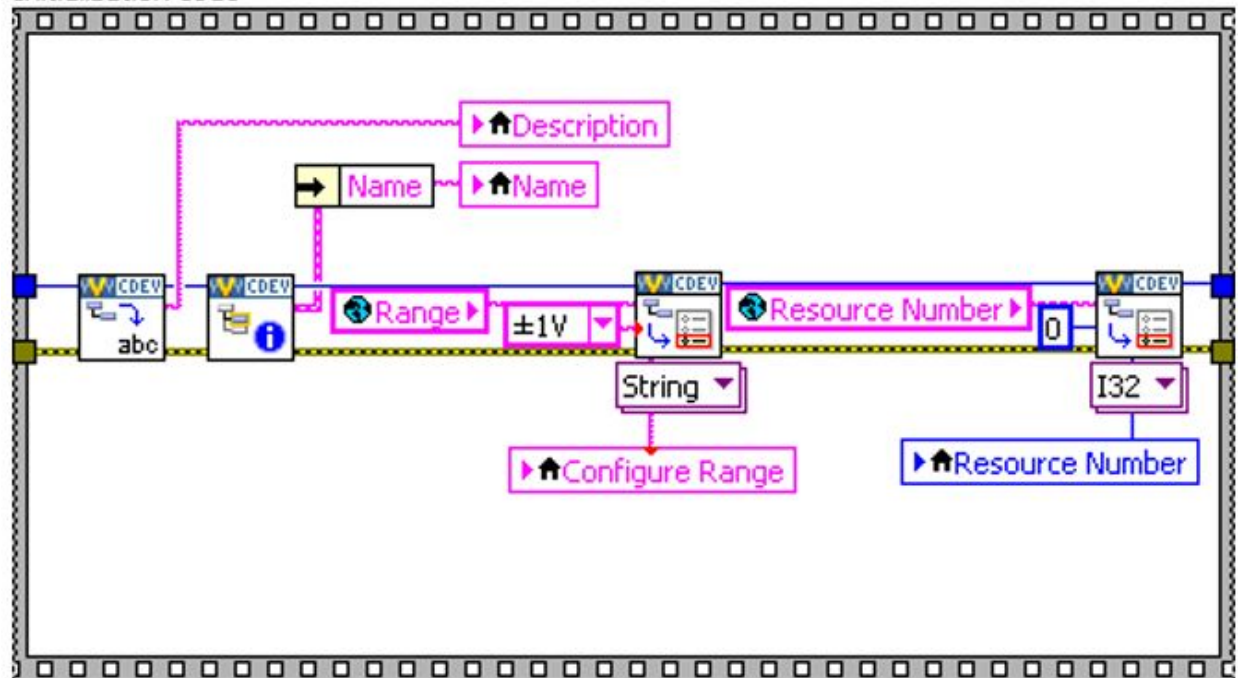 Description
Name
Name
CDEV
CDEV
CDEV
CDEV
abc
Range
±1V
Resource Number
0
String
I32
Configure Range
Resource Number